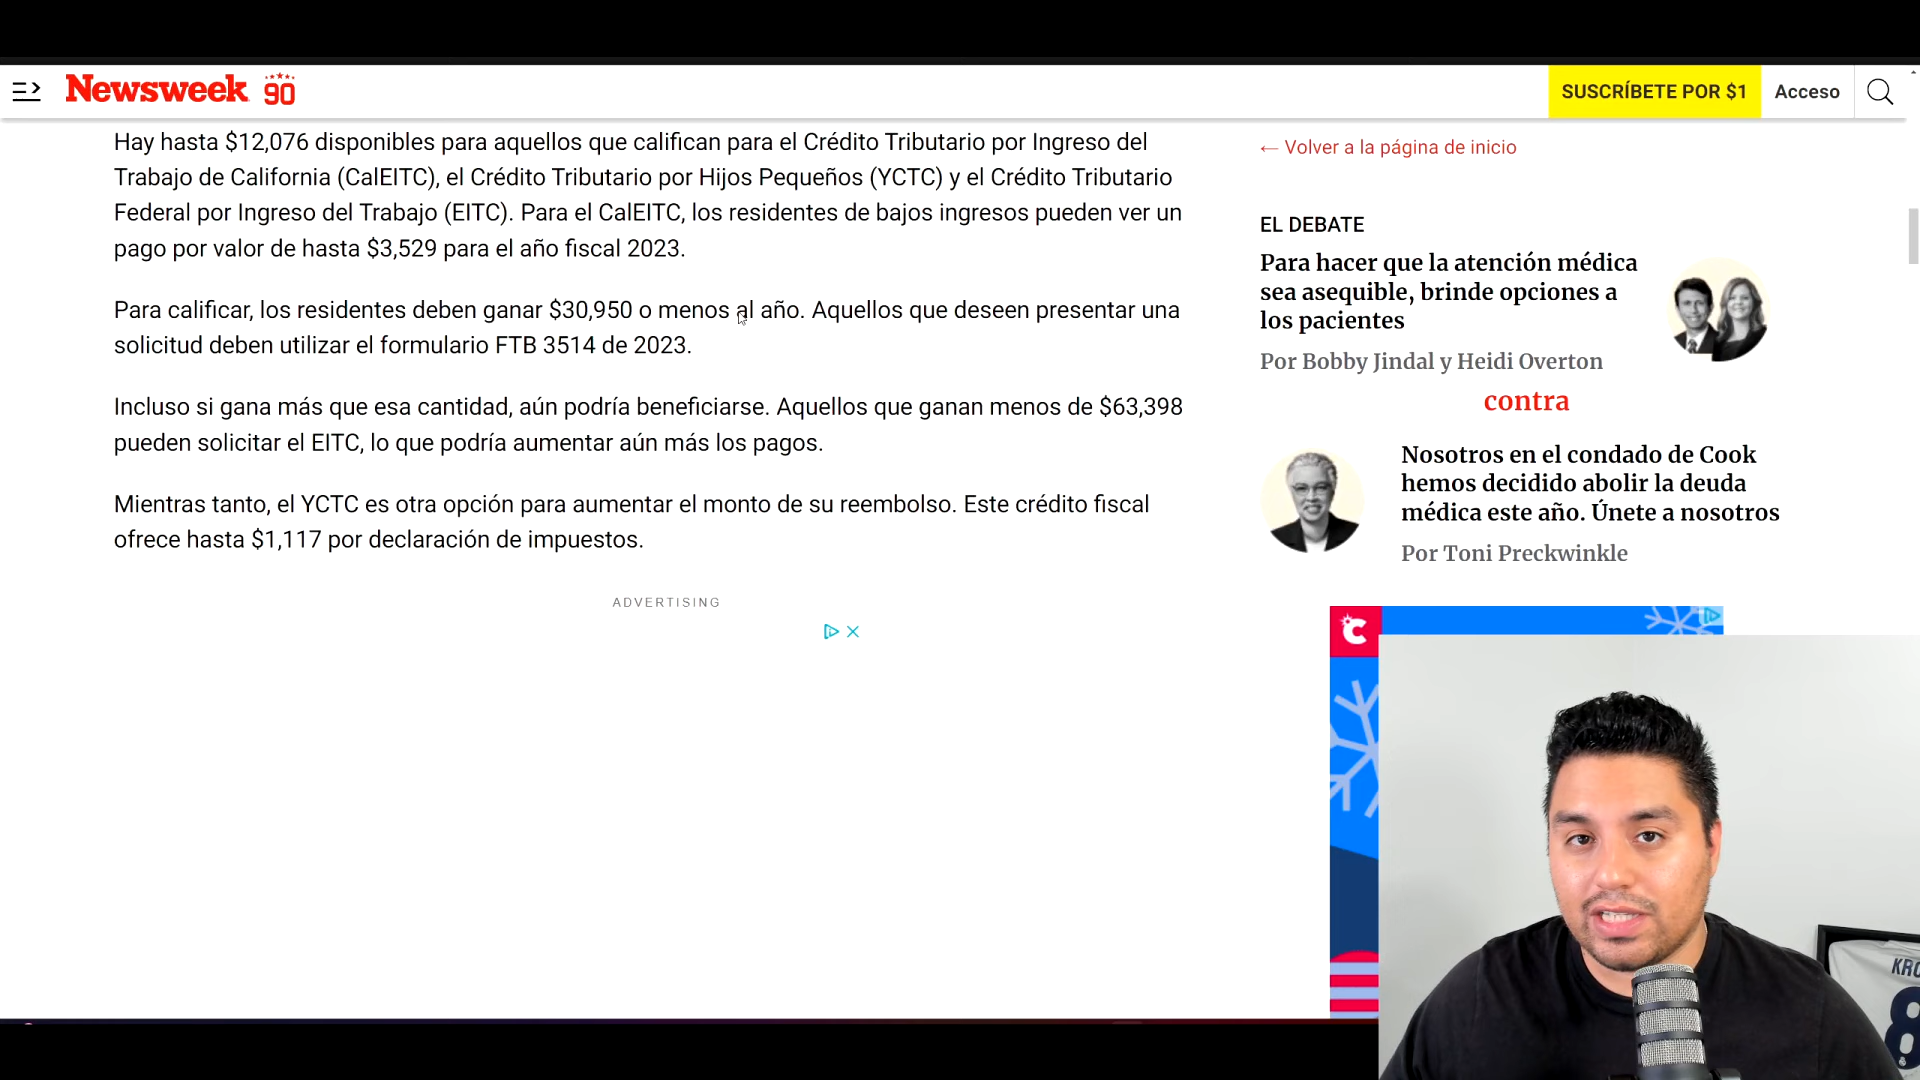 Newsweek 90
SUSCRÍBETE POR $1
Acceso
Hay hasta $12,076 disponibles para aquellos que califican para el Crédito Tributario por Ingreso del
Trabajo de California (CalEITC), el Crédito Tributario por Hijos Pequeños (YCTC) y el Crédito Tributario
Federal por Ingreso del Trabajo (EITC). Para el CalEITC, los residentes de bajos ingresos pueden ver un
pago por valor de hasta $3,529 para el año fiscal 2023.
Para calificar, los residentes deben ganar $30,950 o menos al año. Aquellos que deseen presentar una
solicitud deben utilizar el formulario FTB 3514 de 2023.
Incluso si gana más que esa cantidad, aún podría beneficiarse. Aquellos que ganan menos de $63,398
pueden solicitar el EITC, lo que podría aumentar aún más los pagos.
Mientras tanto, el YCTC es otra opción para aumentar el monto de su reembolso. Este crédito fiscal
ofrece hasta $1,117 por declaración de impuestos.
ADVERTISING
← Volver a la página de inicio
EL DEBATE
Para hacer que la atención médica
sea asequible, brinde opciones a
los pacientes
Por Bobby Jindal y Heidi Overton
contra
Nosotros en el condado de Cook
hemos decidido abolir la deuda
médica este año. Únete a nosotros
Por Toni Preckwinkle
C
KRO
8